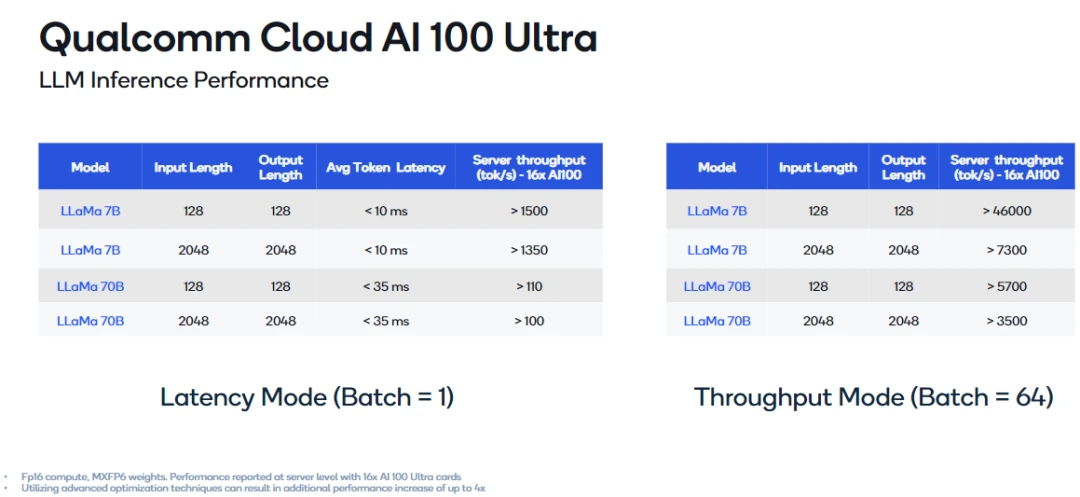 Qualcomm Cloud AI 100 Ultra
LLM Inference Performance
Model Input Length Output Length Avg Token Latency Server throughput (tok/s) - 16x AI100
LLaMa 7B 128 128 < 10 ms > 1500
LLaMa 7B 2048 2048 < 10 ms > 1350
LLaMa 70B 128 128 < 35 ms > 110
LLaMa 70B 2048 2048 < 35 ms > 100
Latency Mode (Batch = 1)
Model Input Length Output Length Server throughput (tok/s) - 16x AI100
LLaMa 7B 128 128 > 46000
LLaMa 7B 2048 2048 > 7300
LLaMa 70B 128 128 > 5700
LLaMa 70B 2048 2048 > 3500
Throughput Mode (Batch = 64)
• Fp16 compute, MXFP6 weights. Performance reported at server level with 16x AI 100 Ultra cards
• Utilizing advanced optimization techniques can result in additional performance increase of up to 4x